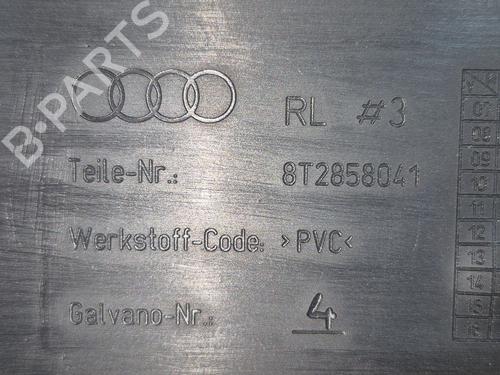 B-PARTS
RL #3
Teile-Nr.: 8T2858041
Werkstoff-Code: >PVC<
Galvano-Nr.: 4
07
08
09
10
11
12
13
14
15